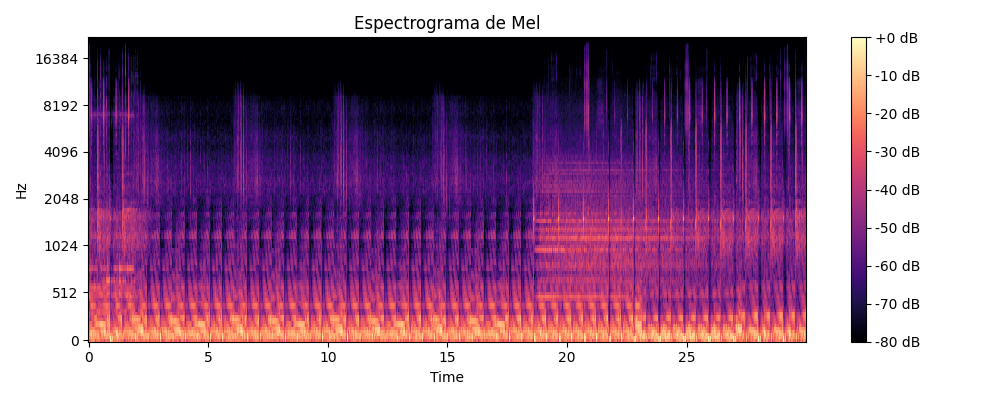 Espectrograma de Mel
Hz
16384
8192
4096
2048
1024
512
0
0 5 10 15 20 25
Time
+0 dB
-10 dB
-20 dB
-30 dB
-40 dB
-50 dB
-60 dB
-70 dB
-80 dB